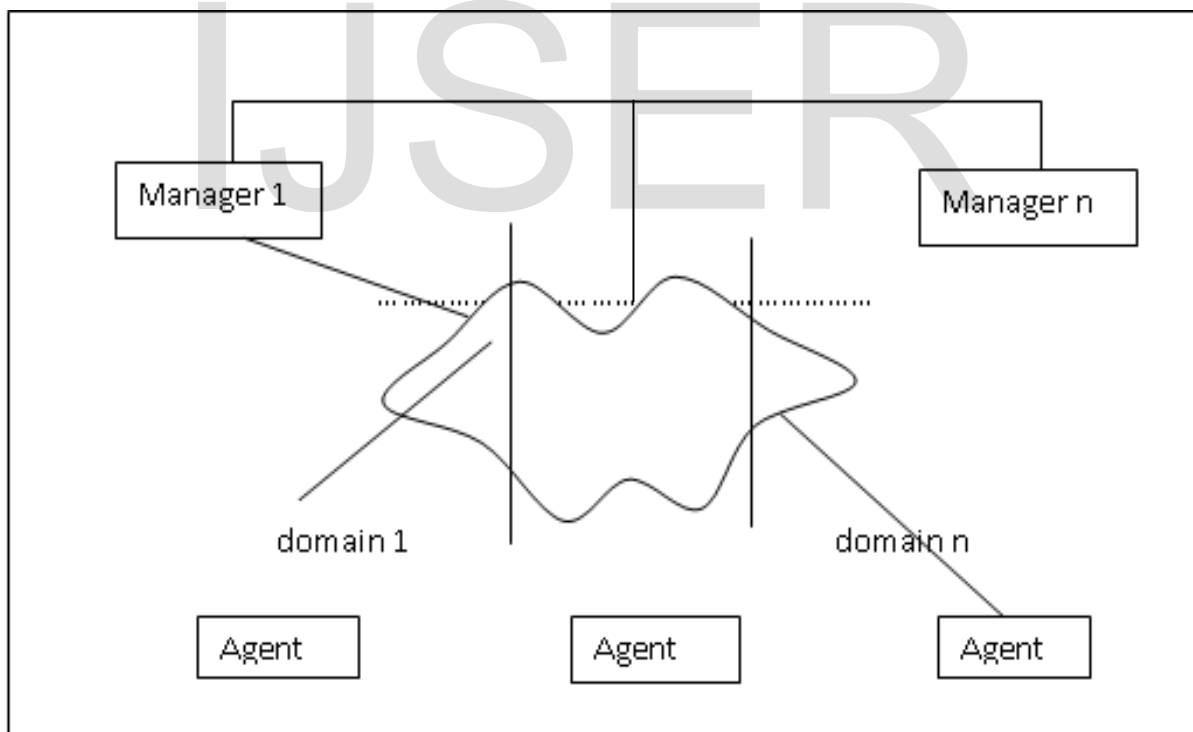 IJSER
Manager 1
Manager n
domain 1
domain n
Agent
Agent
Agent